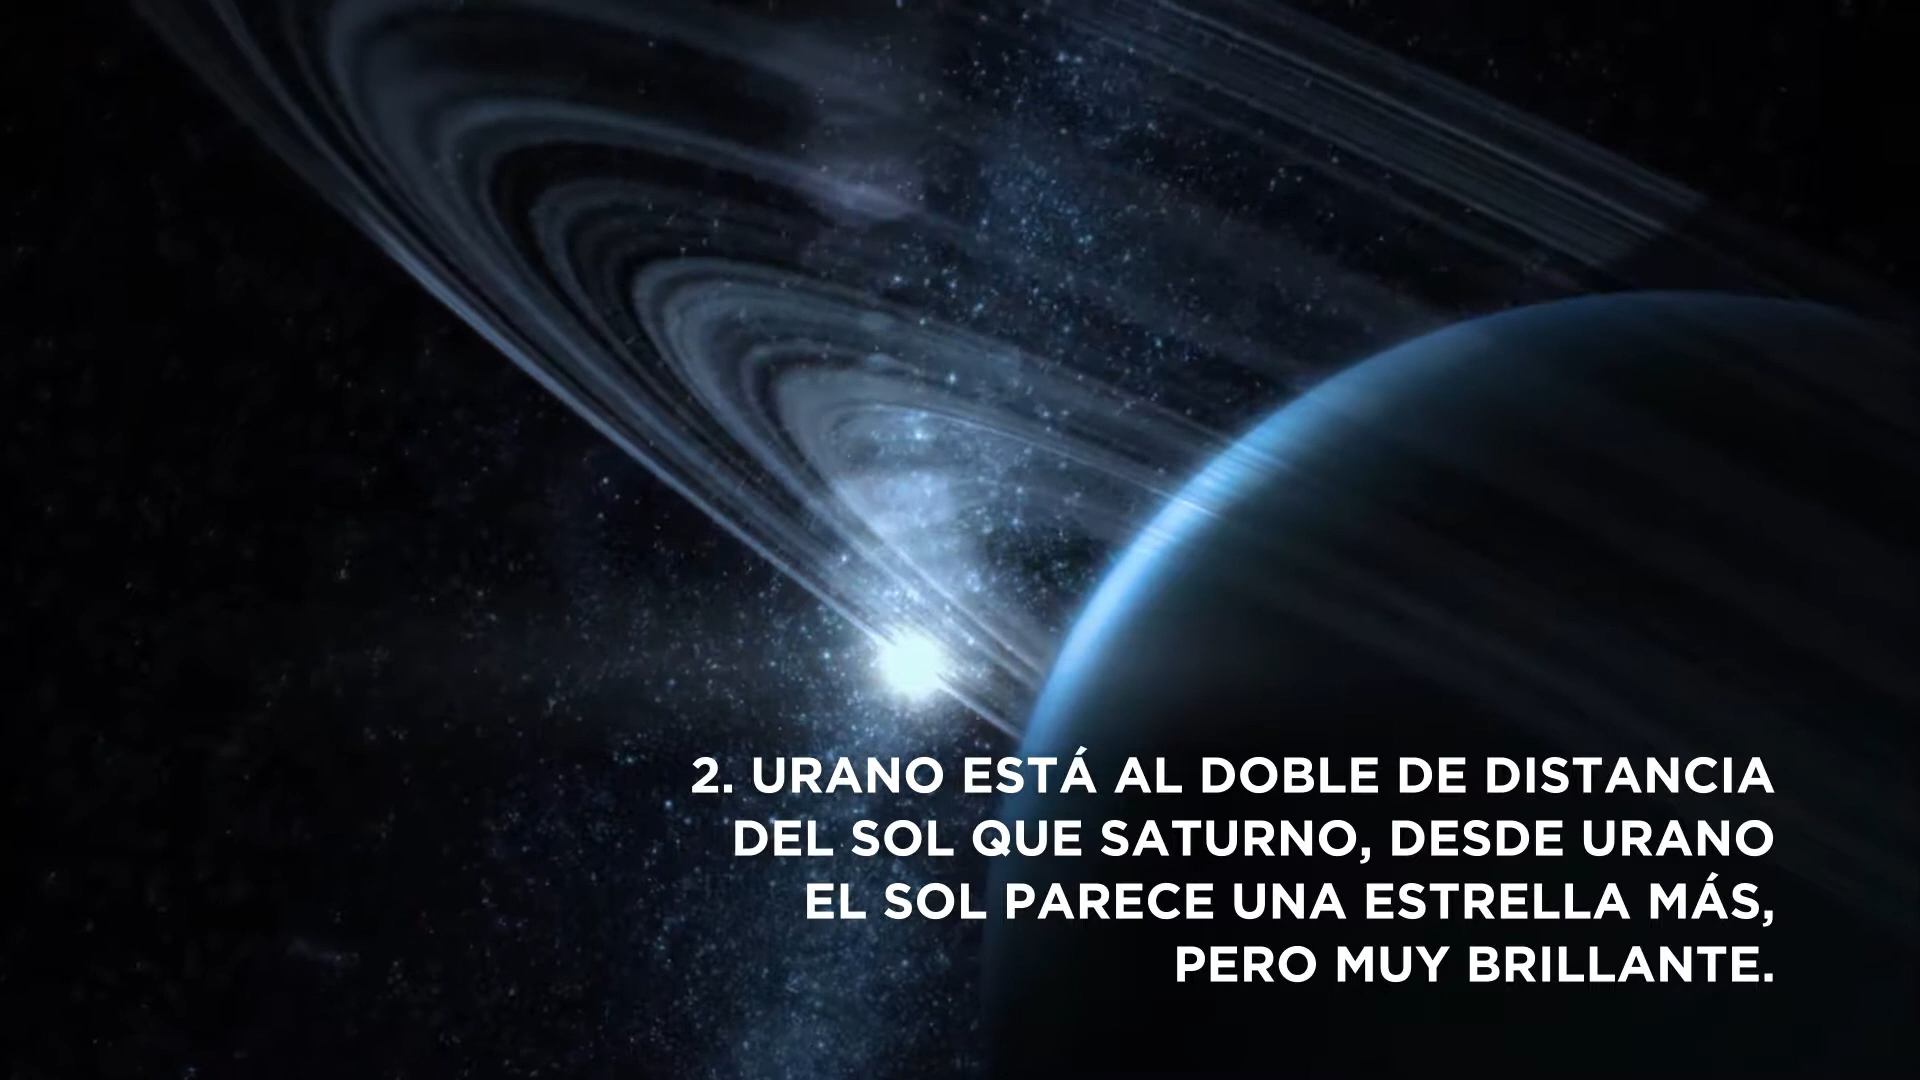 2. URANO ESTÁ AL DOBLE DE DISTANCIA
DEL SOL QUE SATURNO, DESDE URANO
EL SOL PARECE UNA ESTRELLA MÁS,
PERO MUY BRILLANTE.